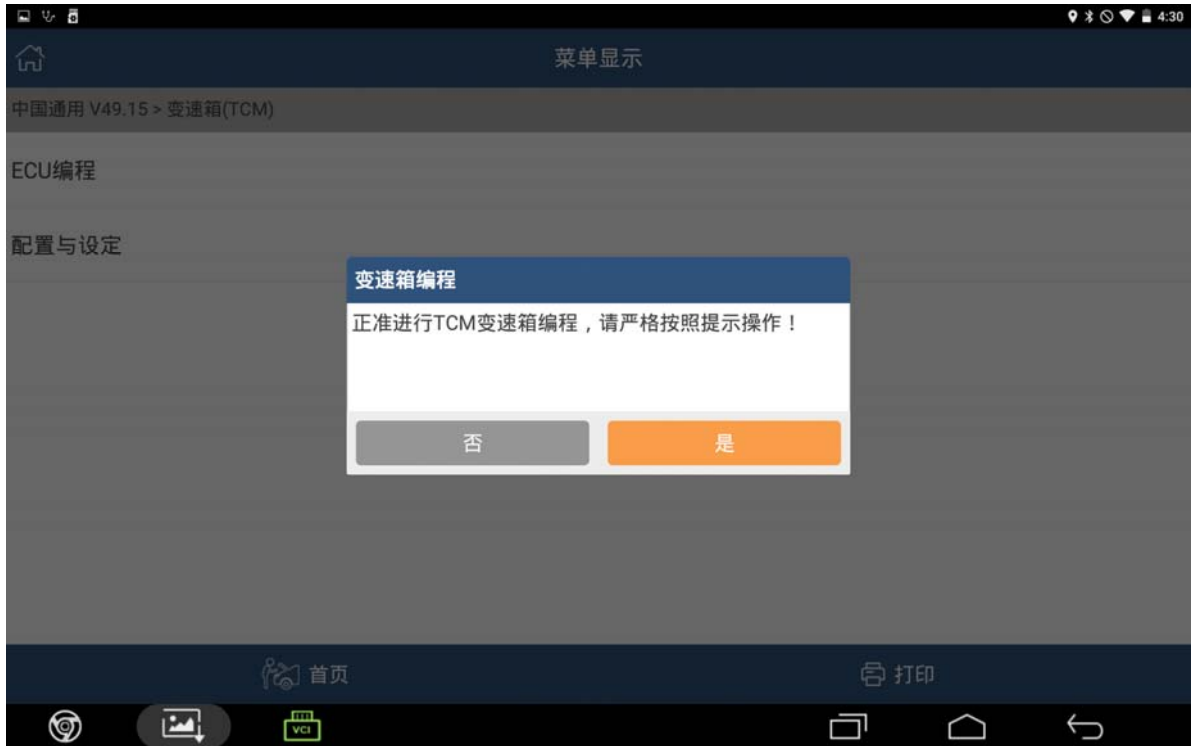 4:30
菜单显示
中国通用 V49.15 > 变速箱(TCM)
ECU编程
配置与设定
变速箱编程
正准进行TCM变速箱编程，请严格按照提示操作！
否
是
首页
打印
VCI